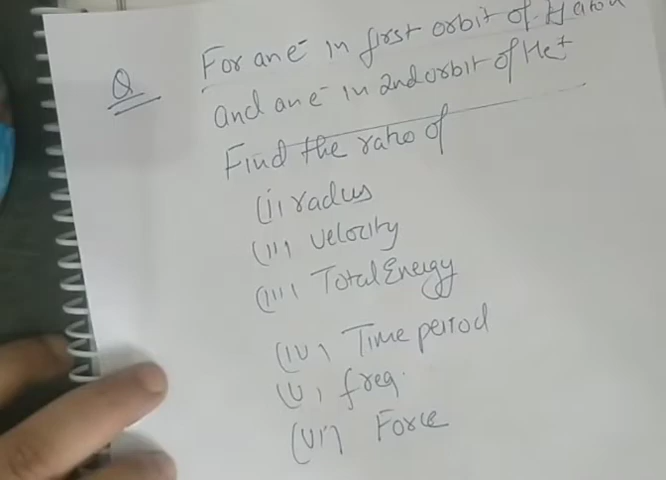 Q For an e⁻ in first orbit of H atom
and an e⁻ in 2nd orbit of He⁺
Find the ratio of
(i) radius
(ii) velocity
(iii) Total Energy
(iv) Time period
(v) freq.
(vi) Force